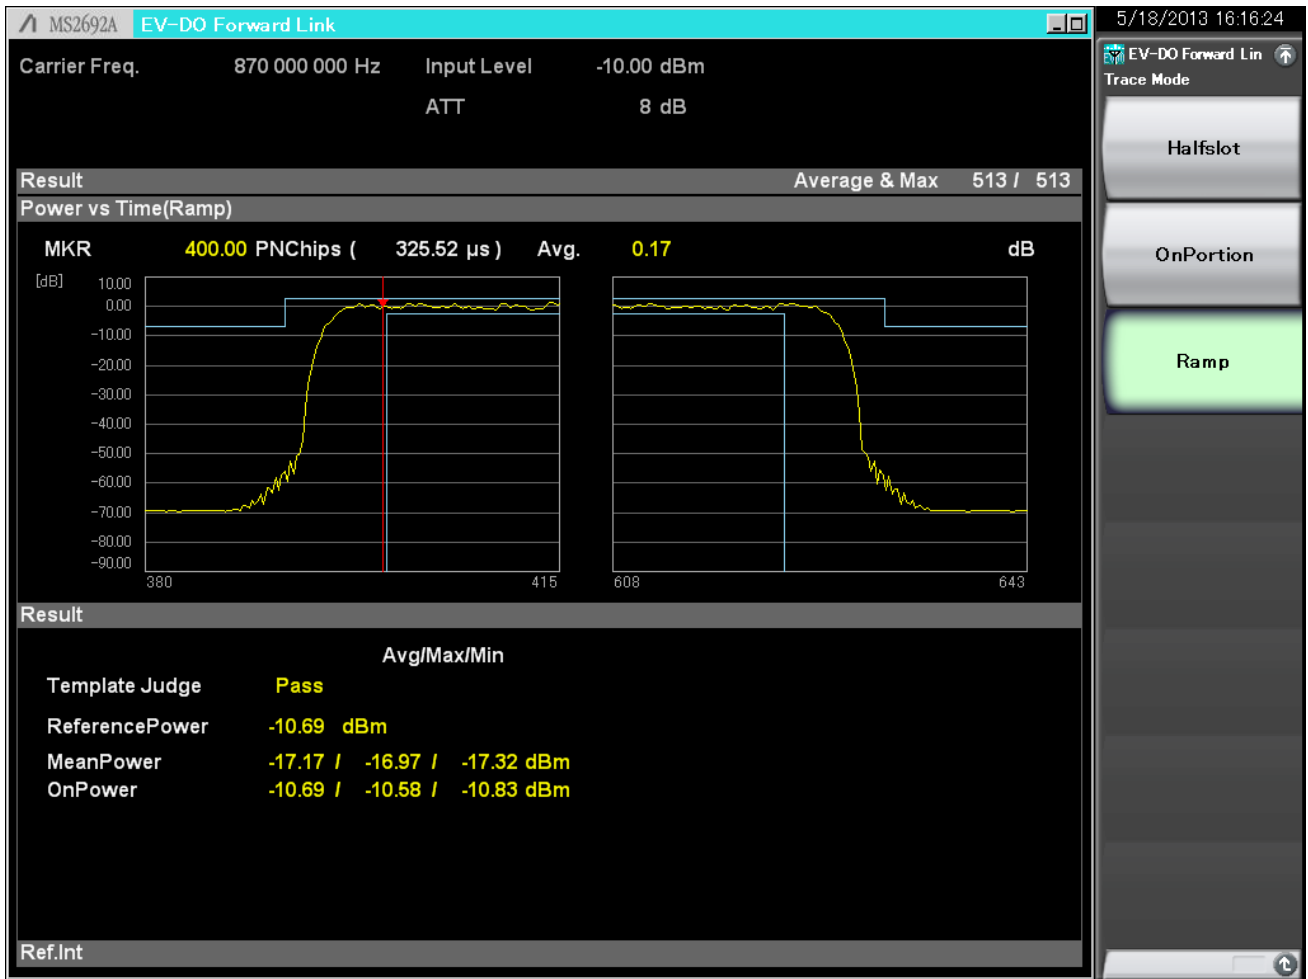 MS2692A EV-DO Forward Link
5/18/2013 16:16:24
Carrier Freq. 870 000 000 Hz Input Level -10.00 dBm
ATT 8 dB
EV-DO Forward Lin
Trace Mode
Halfslot
OnPortion
Ramp
Result Average & Max 513 / 513
Power vs Time(Ramp)
MKR 400.00 PNChips ( 325.52 µs ) Avg. 0.17 dB
[dB]
10.00
0.00
-10.00
-20.00
-30.00
-40.00
-50.00
-60.00
-70.00
-80.00
-90.00
380 415 608 643
Result
Avg/Max/Min
Template Judge Pass
ReferencePower -10.69 dBm
MeanPower -17.17 / -16.97 / -17.32 dBm
OnPower -10.69 / -10.58 / -10.83 dBm
Ref.Int